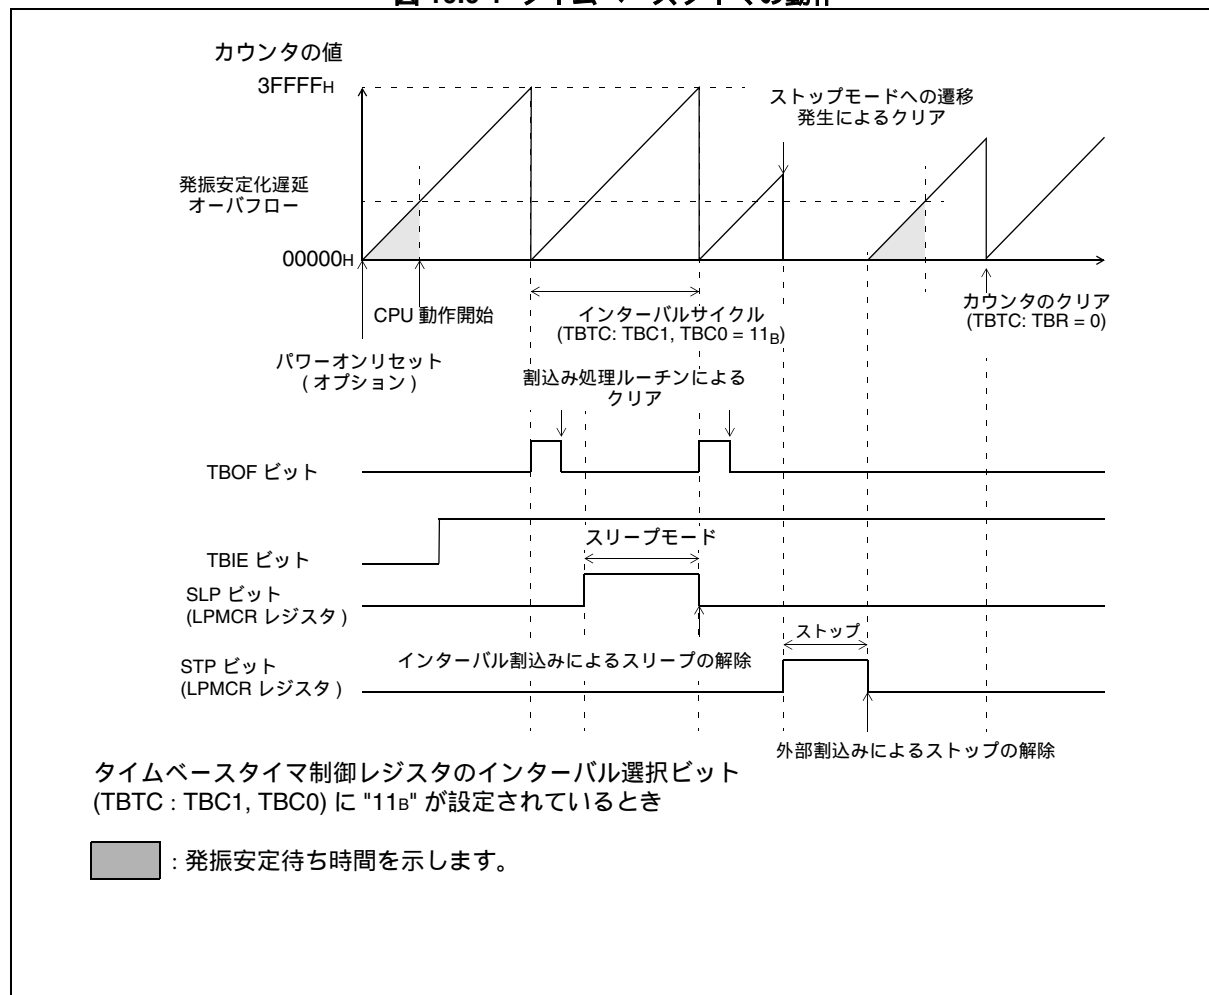 カウンタの値
3FFFFH
ストップモードへの遷移
発生によるクリア
発振安定化遅延
オーバフロー
00000H
CPU 動作開始
インターバルサイクル
(TBTC: TBC1, TBC0 = 11B)
カウンタのクリア
(TBTC: TBR = 0)
パワーオンリセット
( オプション )
割込み処理ルーチンによる
クリア
TBOF ビット
スリープモード
TBIE ビット
SLP ビット
(LPMCR レジスタ )
ストップ
インターバル割込みによるスリープの解除
STP ビット
(LPMCR レジスタ )
外部割込みによるストップの解除
タイムベースタイマ制御レジスタのインターバル選択ビット
(TBTC : TBC1, TBC0) に "11B" が設定されているとき
: 発振安定待ち時間を示します。